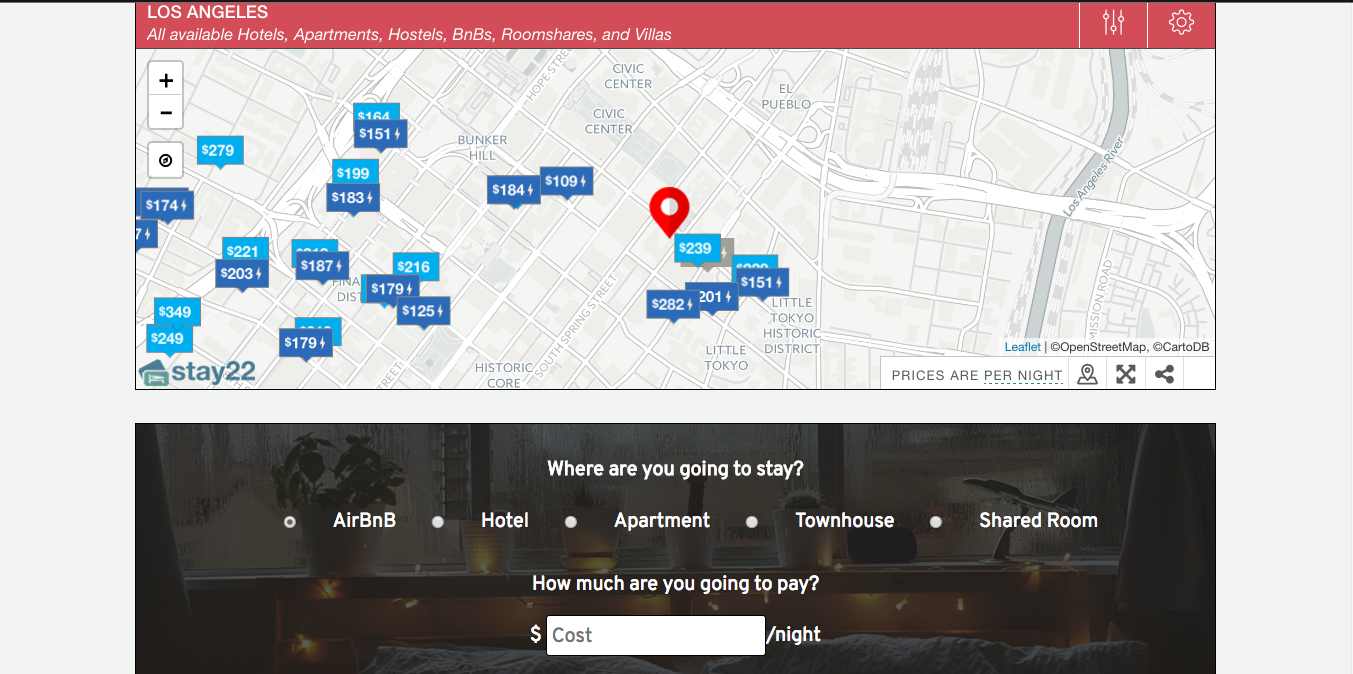 LOS ANGELES
All available Hotels, Apartments, Hostels, BnBs, Roomshares, and Villas
+
−
HOPE STREET
CIVIC
CENTER
EL
PUEBLO
CIVIC
CENTER
BUNKER
HILL
$164
$151
$279
$199
$183
$184
$109
$174
7
Los Angeles River
$221
$203
$187
$216
$239
$151
$179
$125
$282
201
$349
$249
$179
SOUTH SPRING STREET
LITTLE
TOKYO
HISTORIC
DISTRICT
LITTLE
TOKYO
MISSION ROAD
HISTORIC
CORE
stay22
Leaflet | ©OpenStreetMap, ©CartoDB
PRICES ARE PER NIGHT
Where are you going to stay?
AirBnB Hotel Apartment Townhouse Shared Room
How much are you going to pay?
$ Cost /night